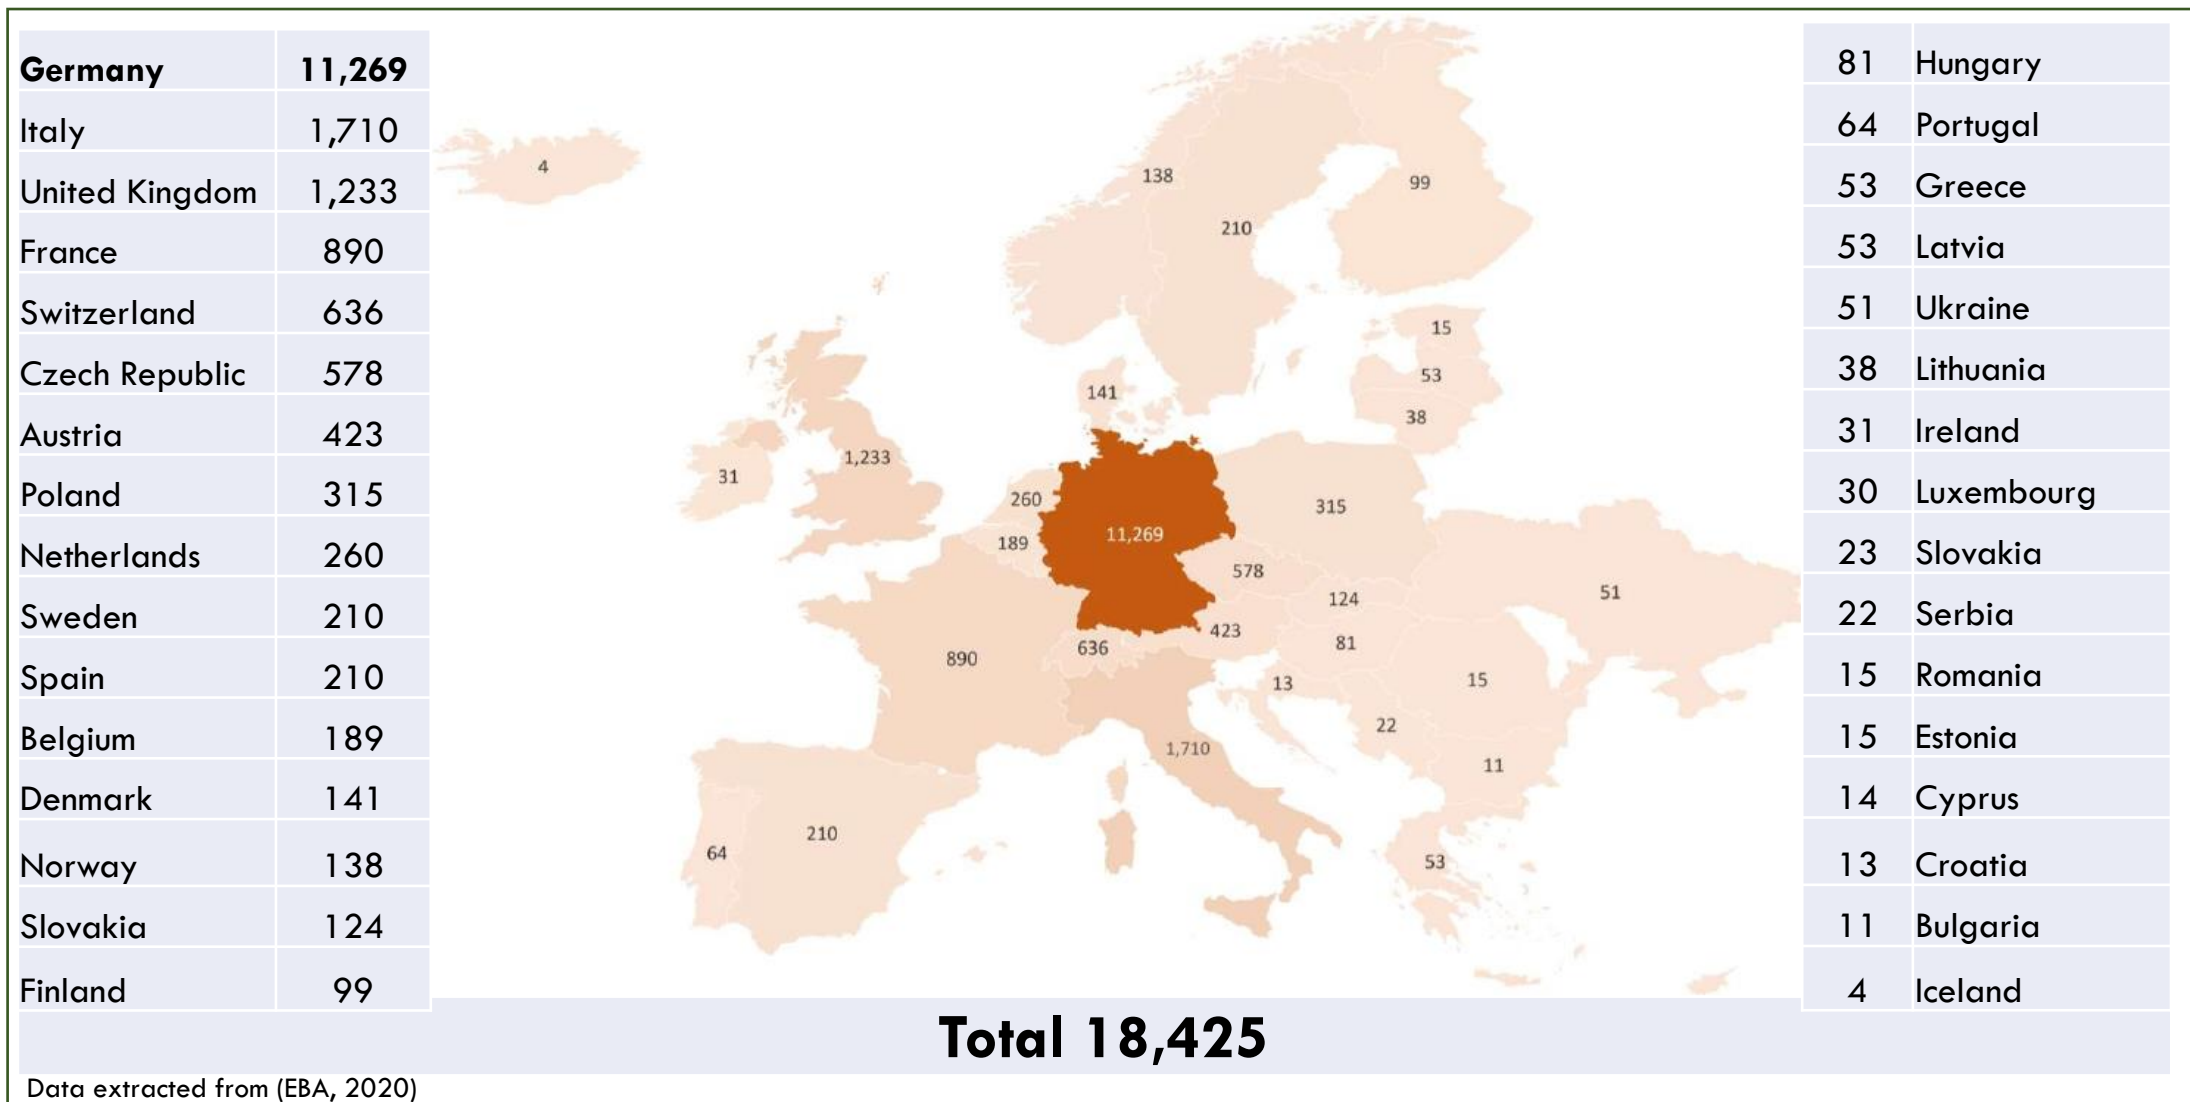 Germany 11,269
Italy 1,710
United Kingdom 1,233
France 890
Switzerland 636
Czech Republic 578
Austria 423
Poland 315
Netherlands 260
Sweden 210
Spain 210
Belgium 189
Denmark 141
Norway 138
Slovakia 124
Finland 99
4
138
99
210
15
53
141
38
1,233
31
260
315
11,269
189
578
51
124
423
81
636
890
13
15
22
1,710
11
210
64
53
81 Hungary
64 Portugal
53 Greece
53 Latvia
51 Ukraine
38 Lithuania
31 Ireland
30 Luxembourg
23 Slovakia
22 Serbia
15 Romania
15 Estonia
14 Cyprus
13 Croatia
11 Bulgaria
4 Iceland
Total 18,425
Data extracted from (EBA, 2020)